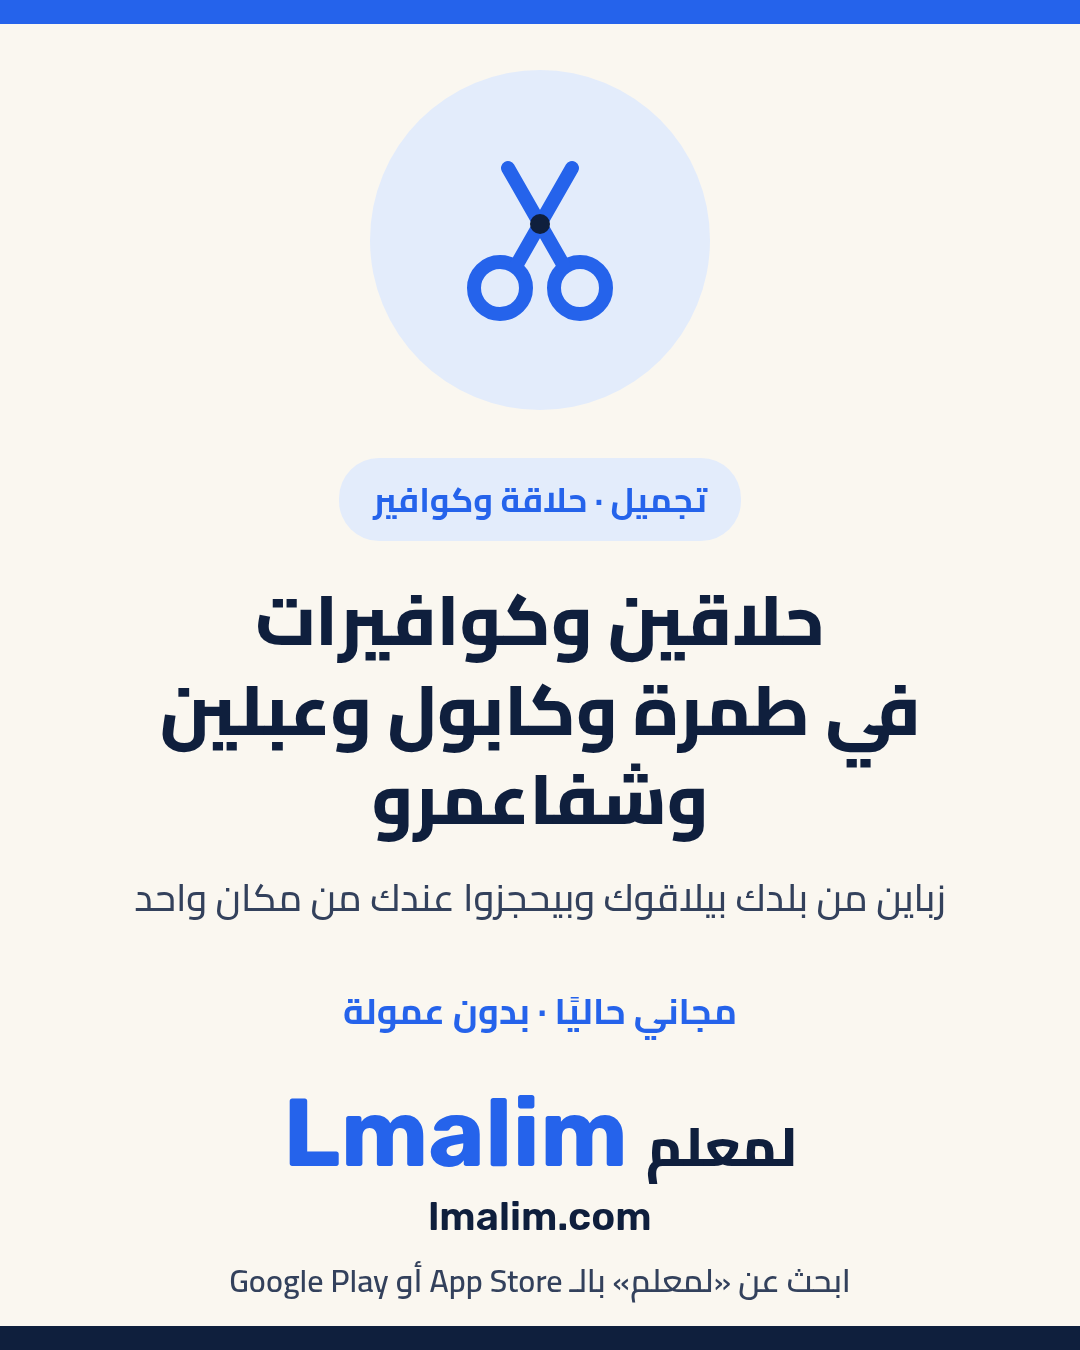 تجميل · حلاقة وكوافير
حلاقين وكوافيرات
في طمرة وكابول وعبلين
وشفاعمرو
زباين من بلدك بيلاقوك وبيحجزوا عندك من مكان واحد
مجاني حاليًا · بدون عمولة
لمعلم Lmalim
lmalim.com
ابحث عن «لمعلم» بالـ App Store أو Google Play